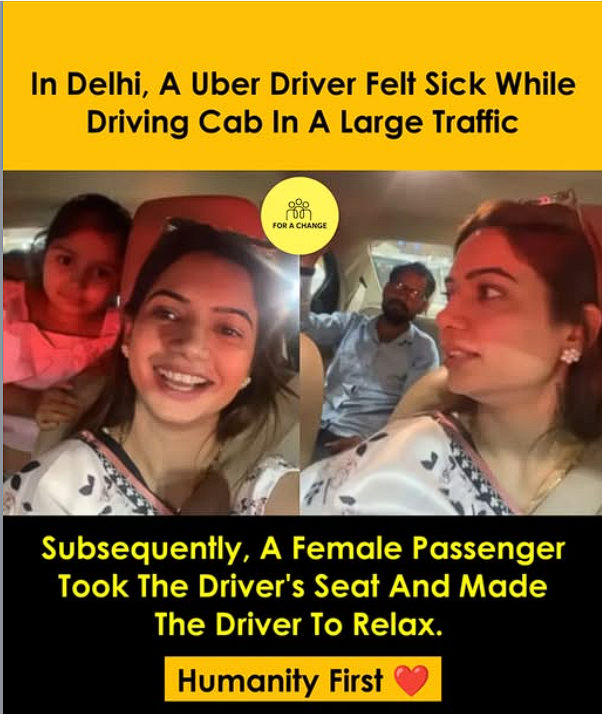 In Delhi, A Uber Driver Felt Sick While
Driving Cab In A Large Traffic
FOR A CHANGE
Subsequently, A Female Passenger
Took The Driver's Seat And Made
The Driver To Relax.
Humanity First ❤️